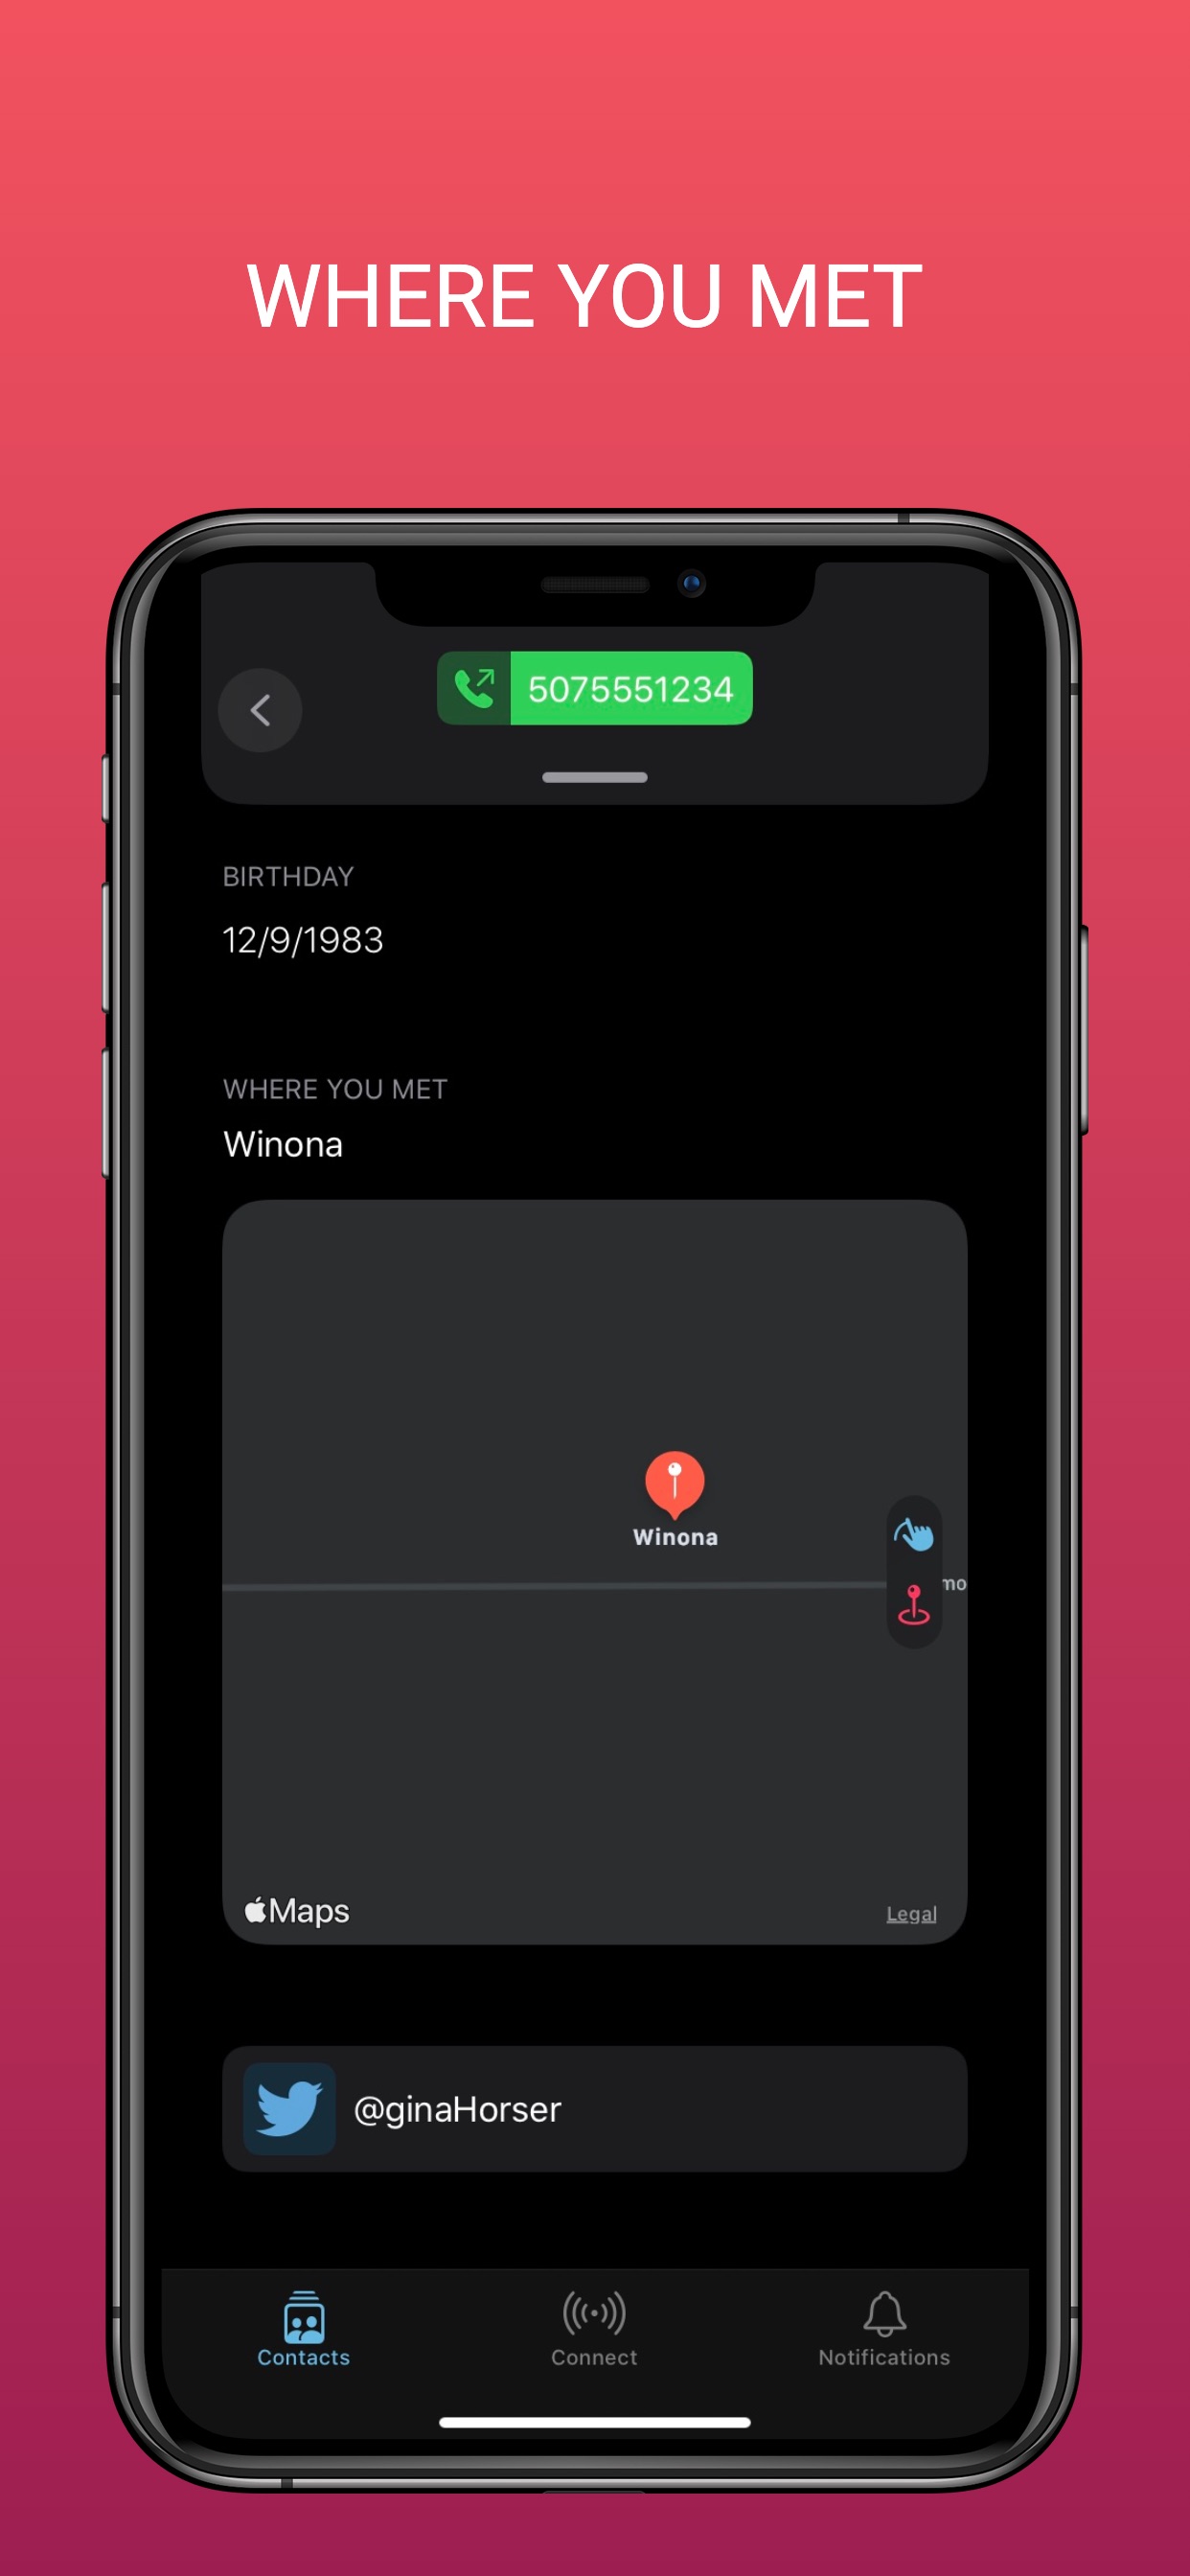 WHERE YOU MET
5075551234
BIRTHDAY
12/9/1983
WHERE YOU MET
Winona
Winona
mo
Maps
Legal
@ginaHorser
Contacts
Connect
Notifications